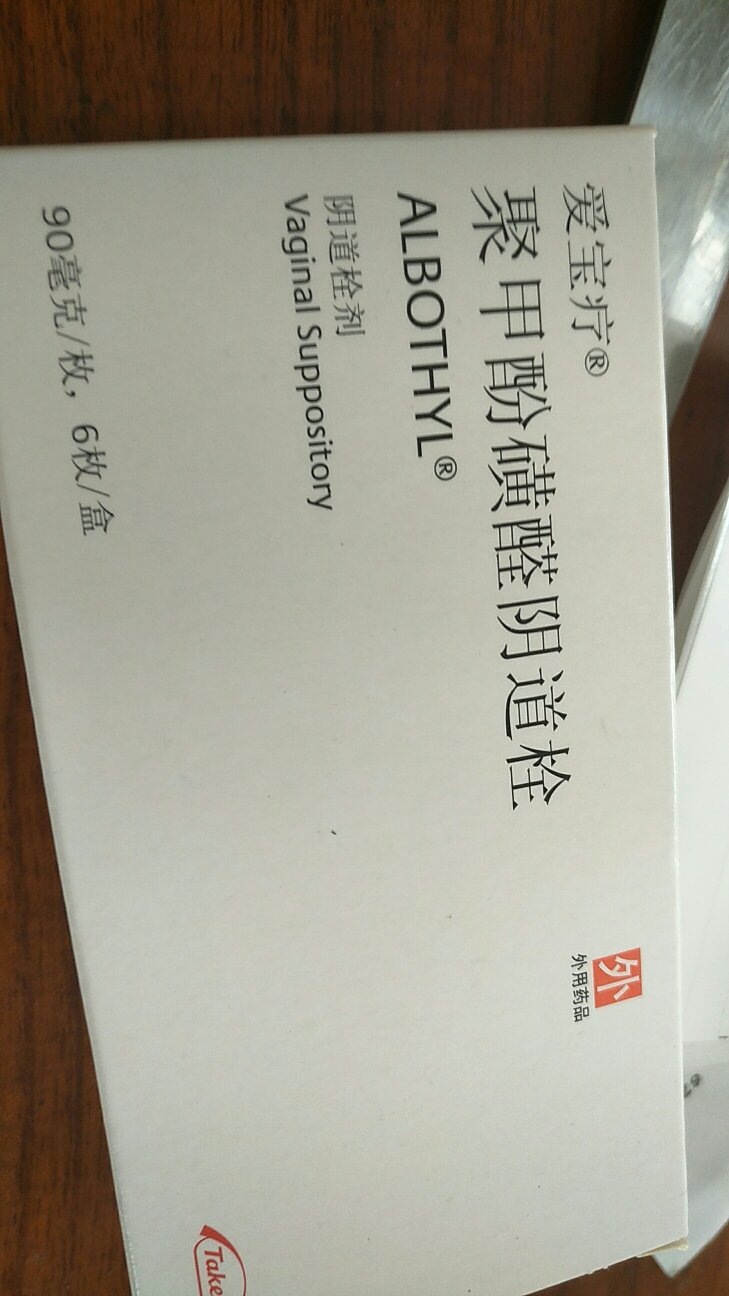 爱宝疗®
聚甲酚磺醛阴道栓
ALBOTHYL®
阴道栓剂
Vaginal Suppository
90毫克/枚，6枚/盒
外
外用药品
Take